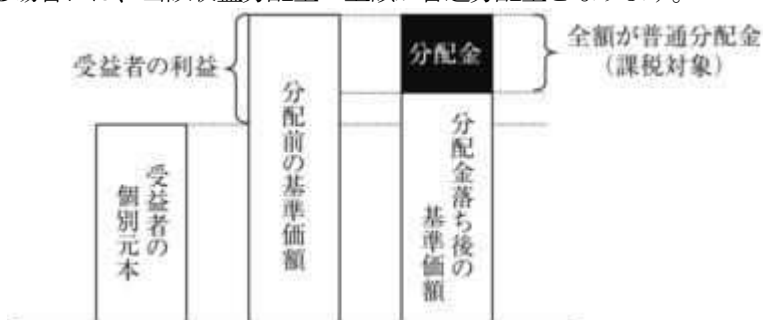 受益者の利益
分配金
全額が普通分配金
（課税対象）
受益者の
個別元本
分配前の基準価額
分配金落ち後の
基準価額